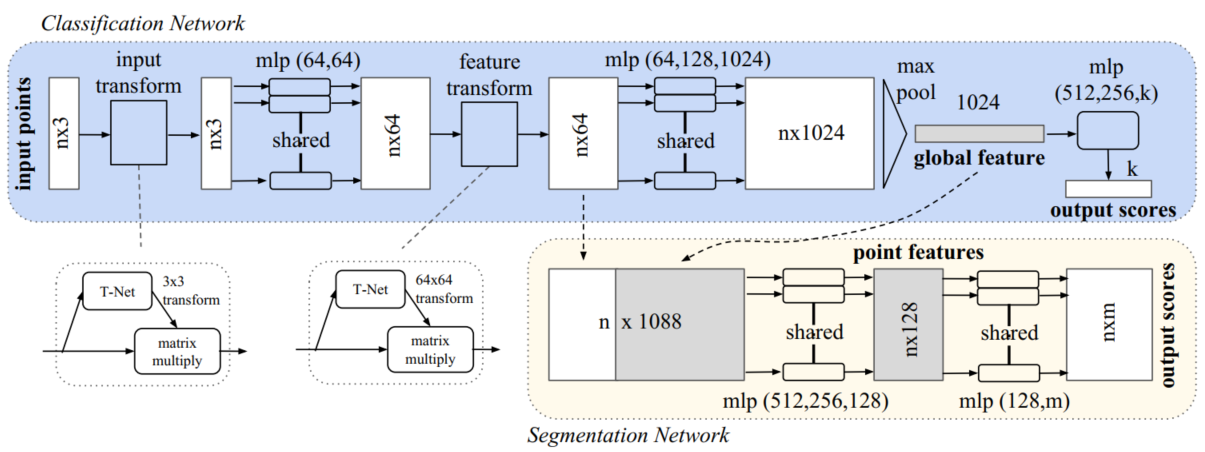 Classification Network
input points
nx3
input
transform
nx3
mlp (64,64)
shared
nx64
feature
transform
nx64
mlp (64,128,1024)
shared
nx1024
max
pool
1024
global feature
mlp
(512,256,k)
k
output scores
T-Net
3x3
transform
matrix
multiply
T-Net
64x64
transform
matrix
multiply
point features
n x 1088
shared
mlp (512,256,128)
nx128
shared
mlp (128,m)
nxm
output scores
Segmentation Network